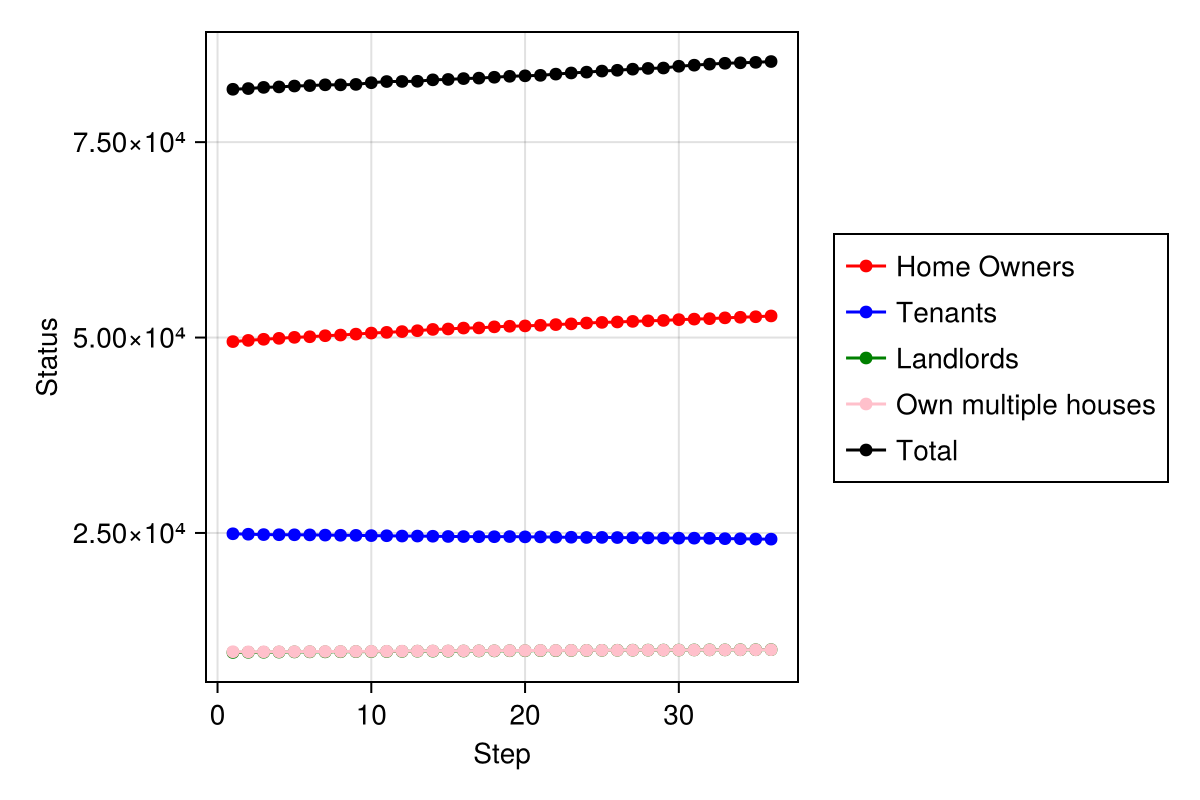 7.50×10⁴
5.00×10⁴
2.50×10⁴
Status
0 10 20 30
Step
Home Owners
Tenants
Landlords
Own multiple houses
Total